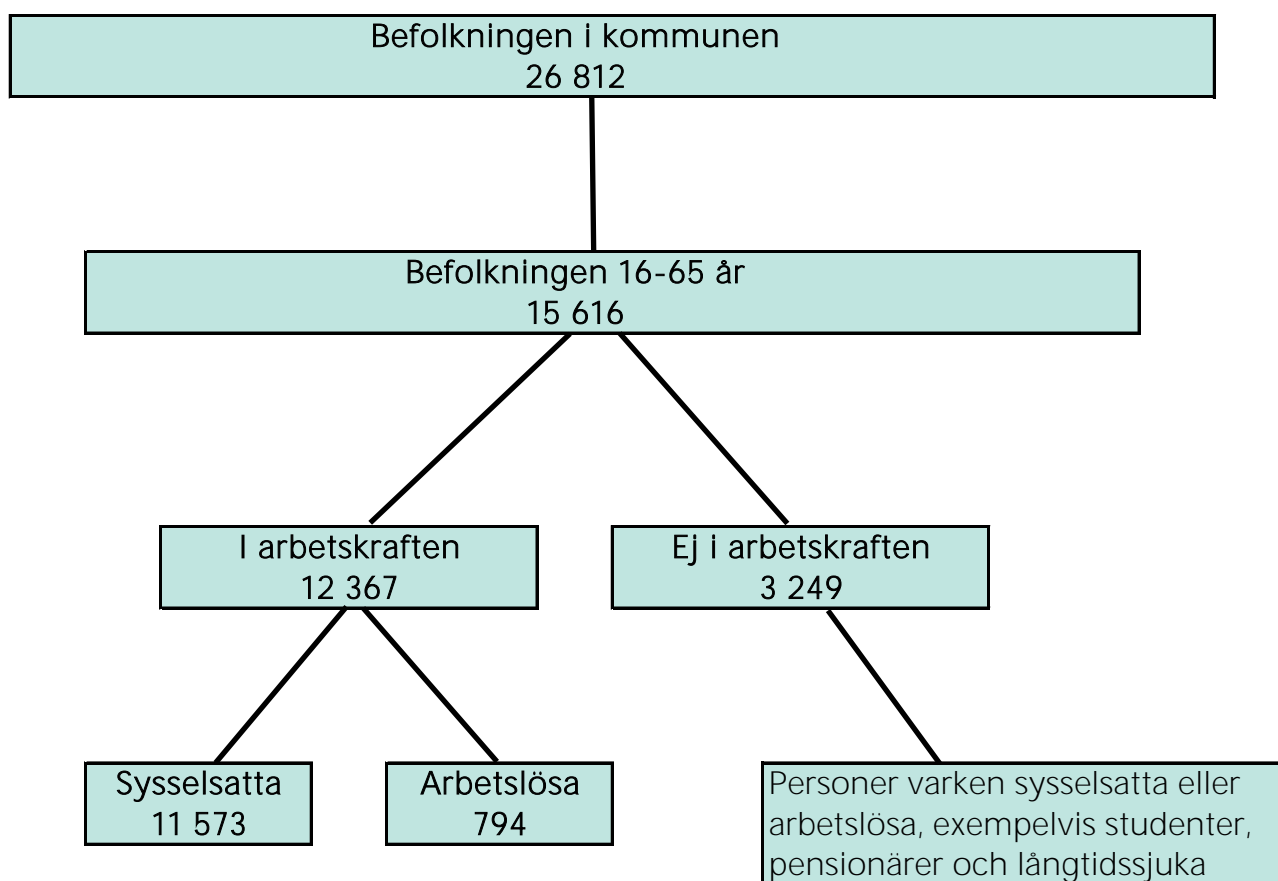 Befolkningen i kommunen
26 812
Befolkningen 16-65 år
15 616
I arbetskraften
12 367
Ej i arbetskraften
3 249
Sysselsatta
11 573
Arbetslösa
794
Personer varken sysselsatta eller
arbetslösa, exempelvis studenter,
pensionärer och långtidssjuka